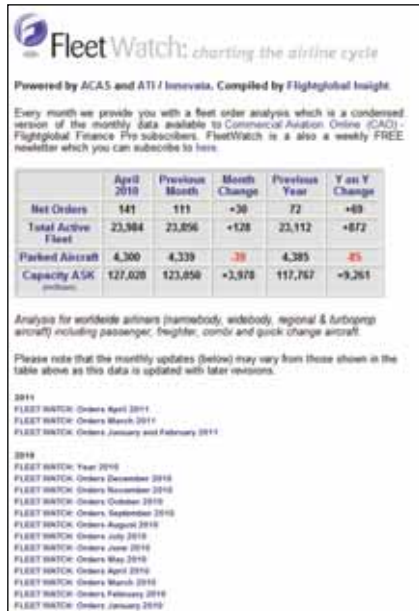 FleetWatch: charting the airline cycle
Powered by ACAS and ATI / Innovata. Compiled by Flightglobal Insight.
Every month we provide you with a fleet order analysis which is a condensed
version of the monthly data available to Commercial Aviation Online (CAO) -
Flightglobal Finance Pro subscribers. FleetWatch is a also a weekly FREE
newletter which you can subscribe to here.
April 2010 Previous Month Month Change Previous Year Y on Y Change
Net Orders 141 111 +30 72 +69
Total Active Fleet 23,984 23,856 +128 23,112 +872
Parked Aircraft 4,300 4,339 -39 4,385 -85
Capacity ASK (millions) 127,028 123,050 +3,978 117,767 +9,261
Analysis for worldwide airliners (narrowbody, widebody, regional & turboprop
aircraft) including passenger, freighter, combi and quick change aircraft.
Please note that the monthly updates (below) may vary from those shown in the
table above as this data is updated with later revisions.
2011
FLEET WATCH: Orders April 2011
FLEET WATCH: Orders March 2011
FLEET WATCH: Orders January and February 2011
2010
FLEET WATCH: Year 2010
FLEET WATCH: Orders December 2010
FLEET WATCH: Orders November 2010
FLEET WATCH: Orders October 2010
FLEET WATCH: Orders September 2010
FLEET WATCH: Orders August 2010
FLEET WATCH: Orders July 2010
FLEET WATCH: Orders June 2010
FLEET WATCH: Orders May 2010
FLEET WATCH: Orders April 2010
FLEET WATCH: Orders March 2010
FLEET WATCH: Orders February 2010
FLEET WATCH: Orders January 2010